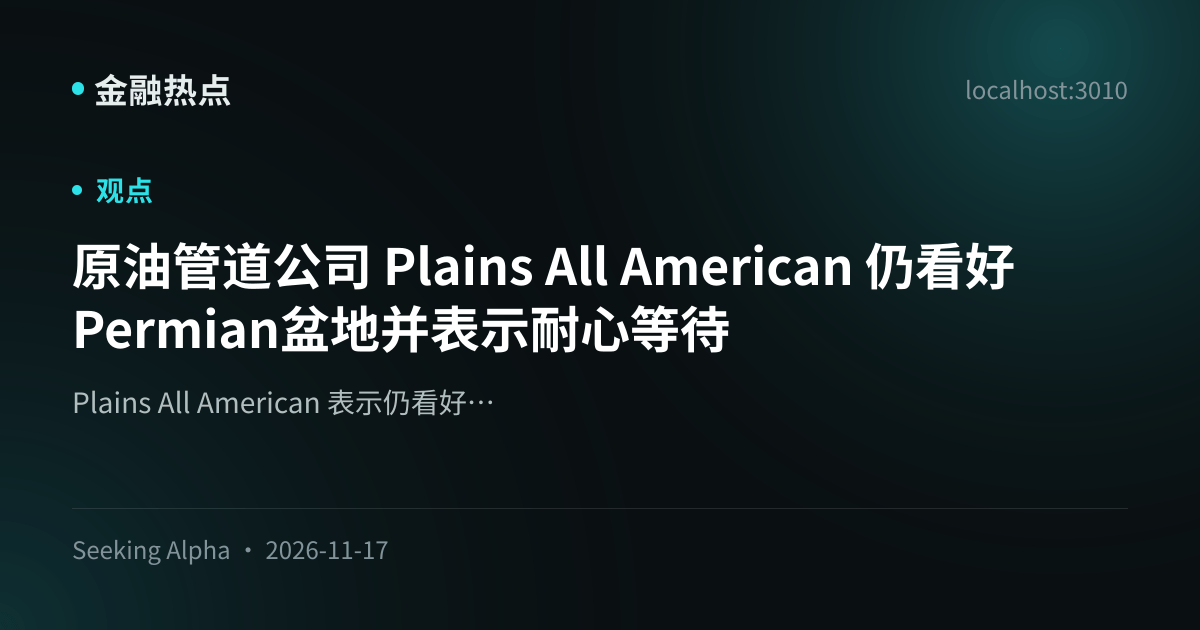 金融热点
localhost:3010
观点
原油管道公司 Plains All American 仍看好
Permian盆地并表示耐心等待
Plains All American 表示仍看好…
Seeking Alpha · 2026-11-17